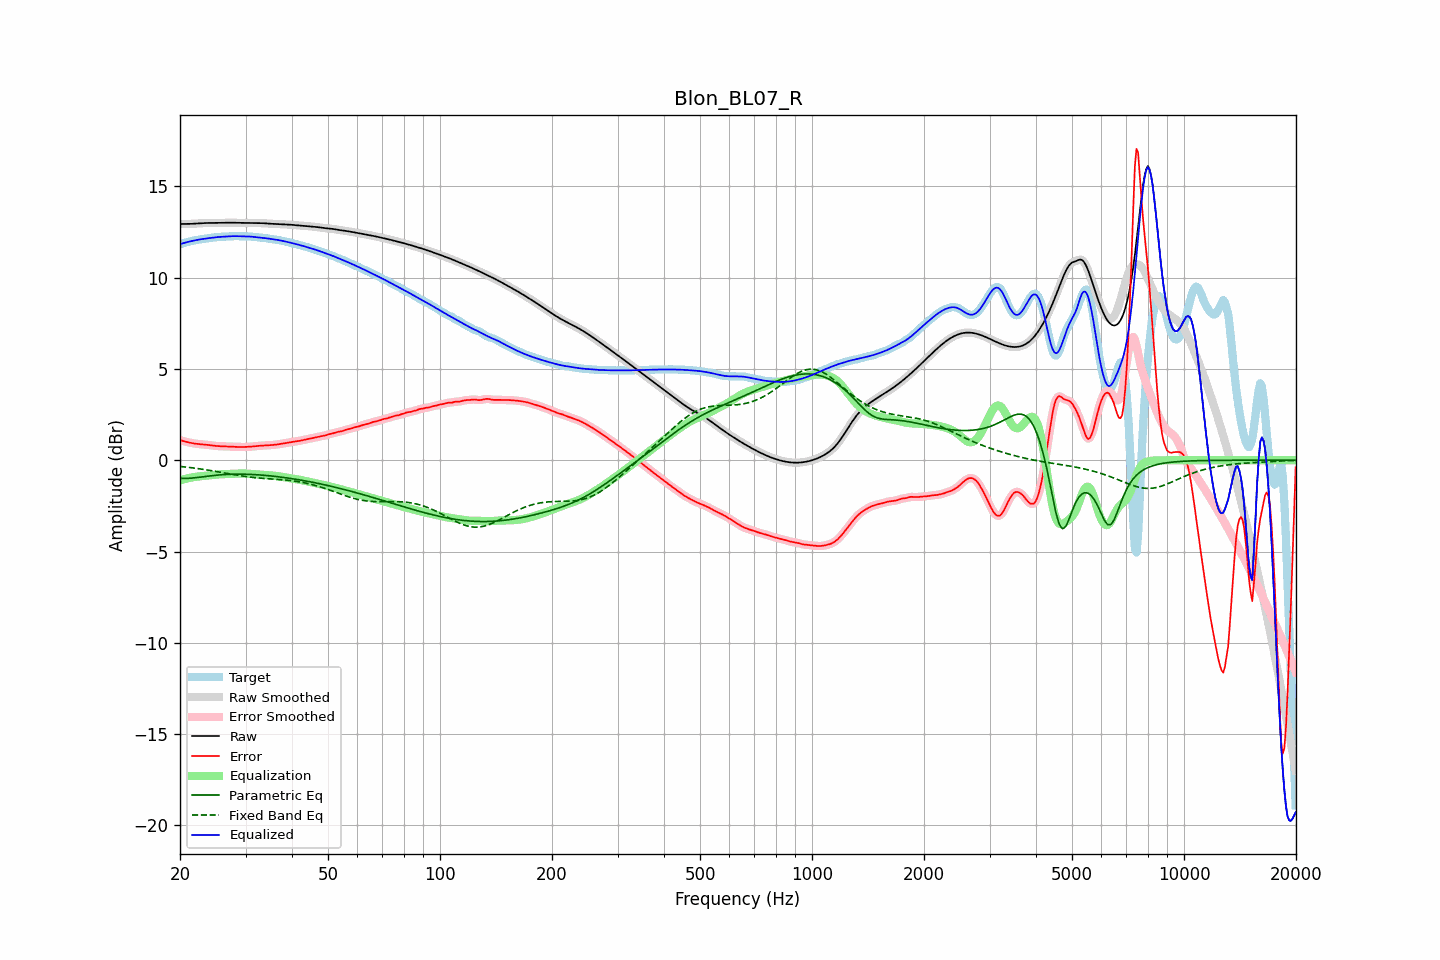 Blon_BL07_R
Amplitude (dBr)
15
10
5
0
−5
−10
−15
−20
Target
Raw Smoothed
Error Smoothed
Raw
Error
Equalization
Parametric Eq
Fixed Band Eq
Equalized
20 50 100 200 500 1000 2000 5000 10000 20000
Frequency (Hz)